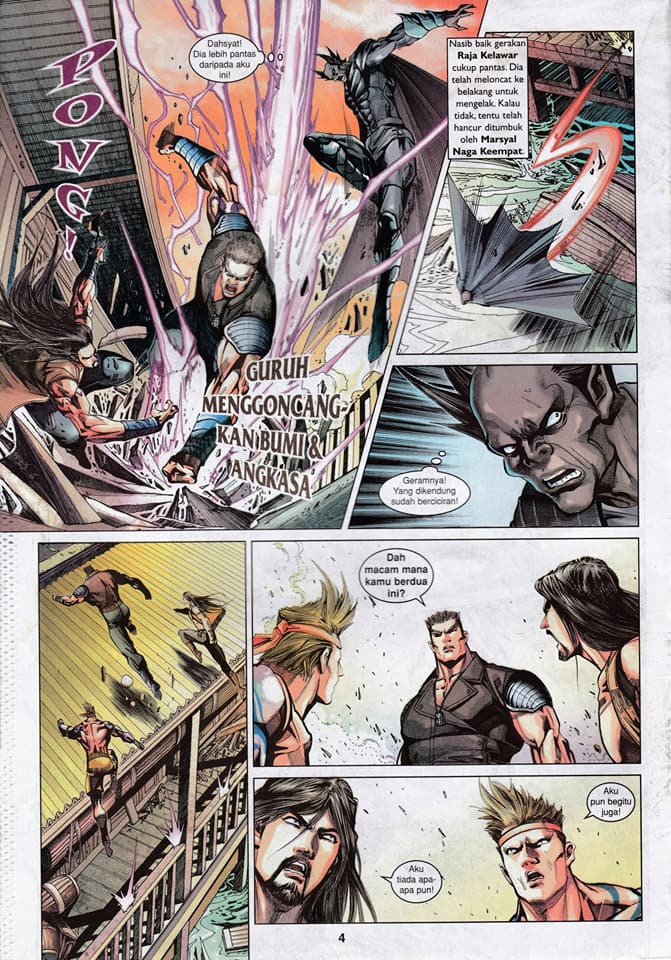 PONG!
Dahsyat!
Dia lebih pantas
daripada aku
ini!
Nasib baik gerakan
Raja Kelawar
cukup pantas. Dia
telah meloncat ke
belakang untuk
mengelak. Kalau
tidak, tentu telah
hancur ditumbuk
oleh Marsyal
Naga Keempat.
GURUH
MENGGONCANG-
KAN BUMI &
ANGKASA
Geramnya!
Yang dikendung
sudah berciciran!
Dah
macam mana
kamu berdua
ini?
Aku
tiada apa-
apa pun!
Aku
pun begitu
juga!
4